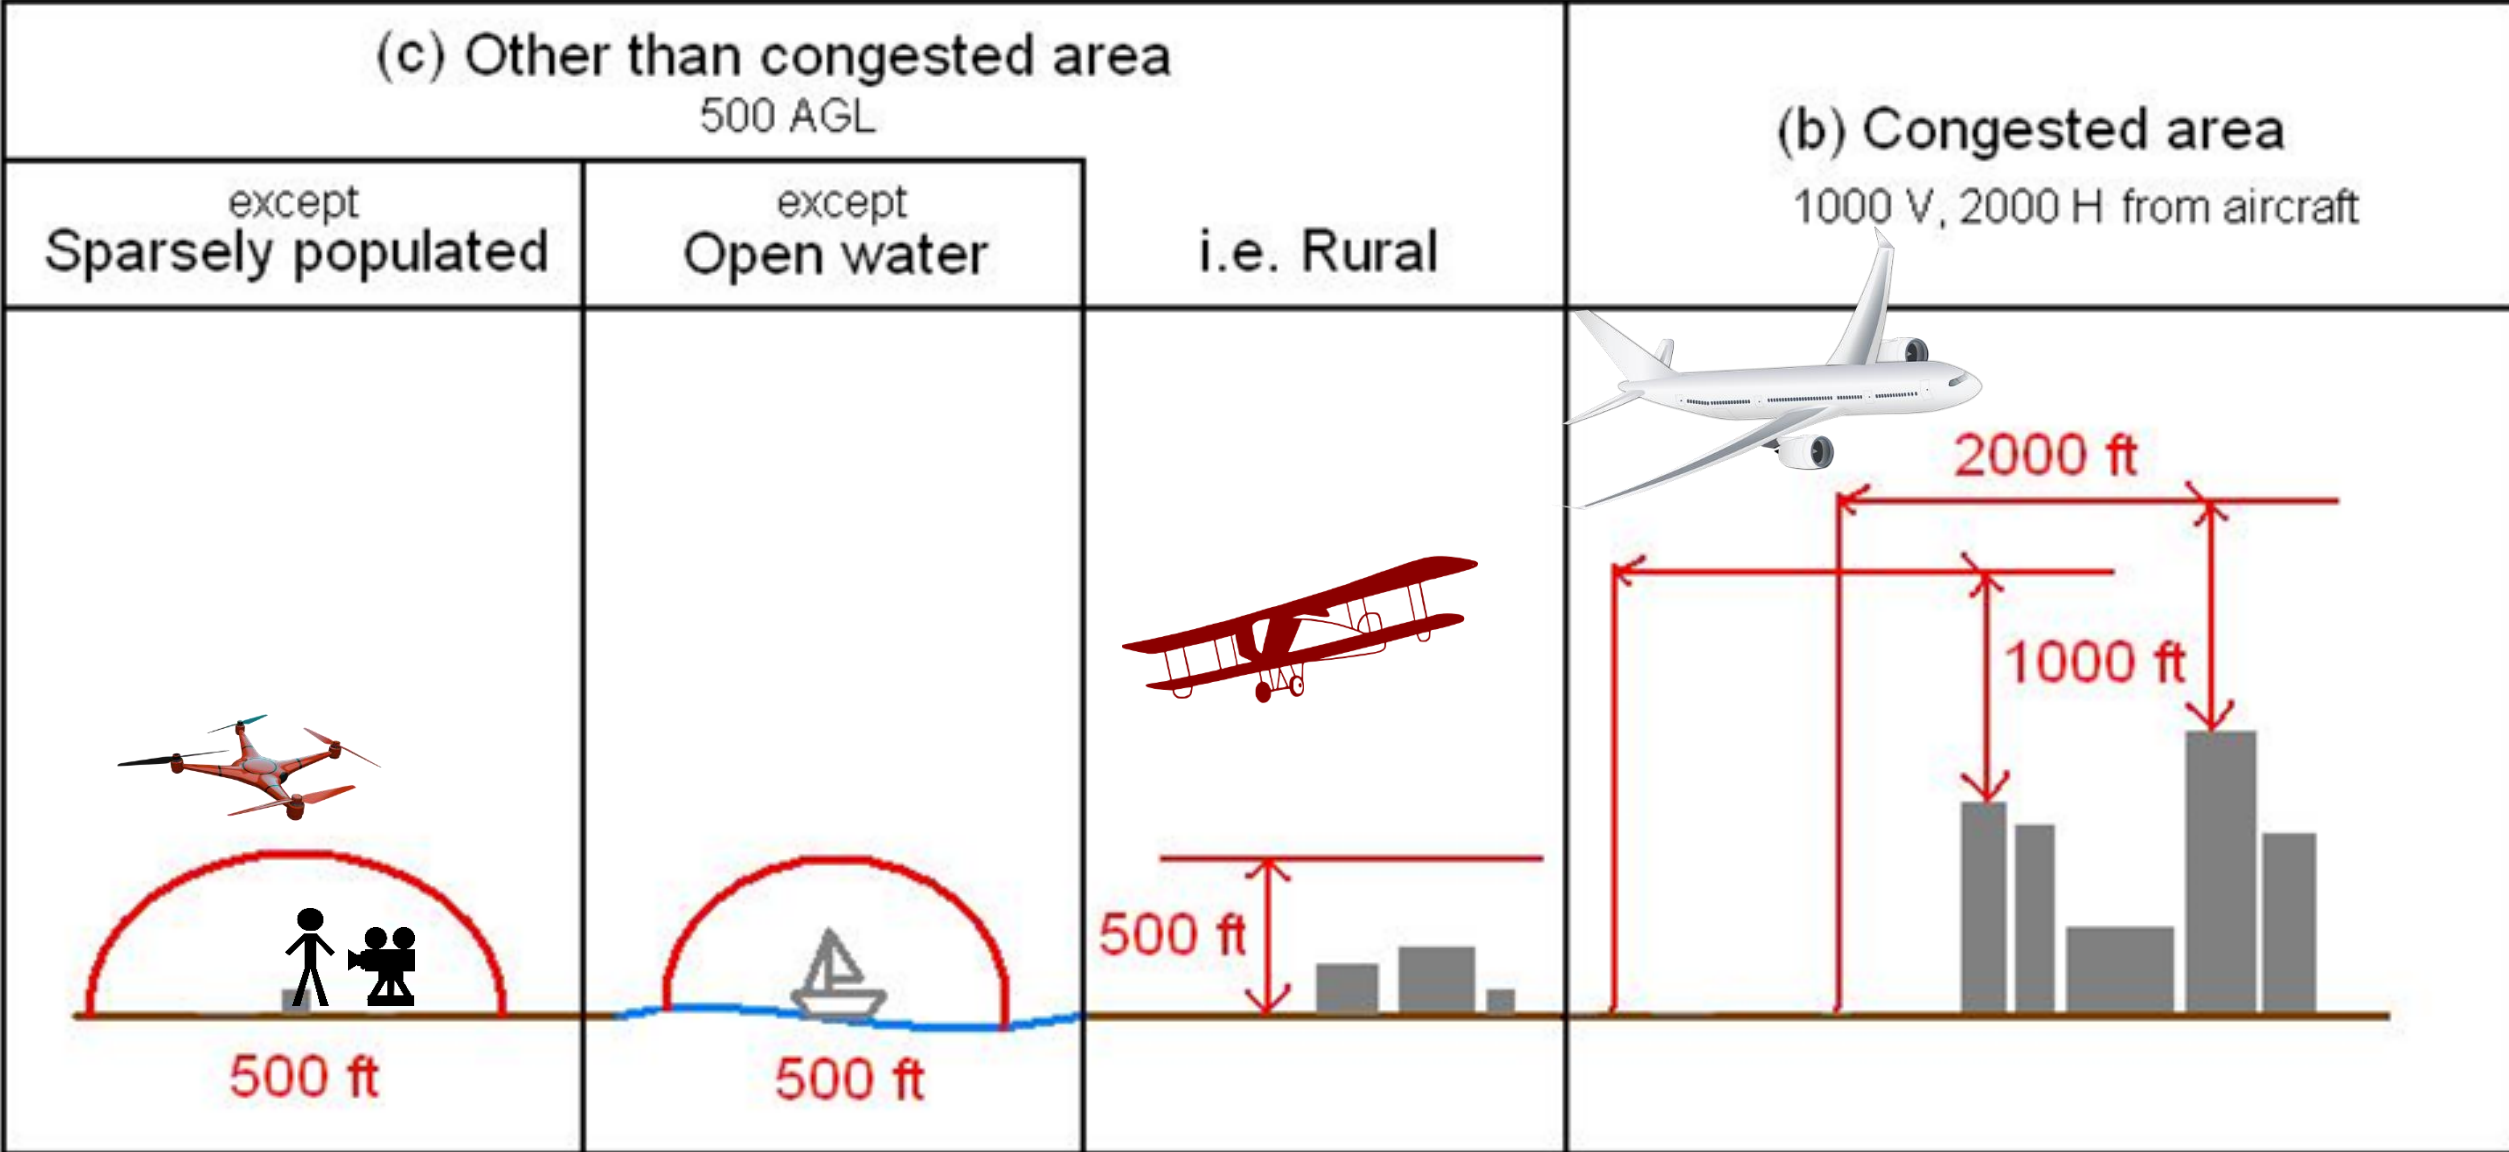 (c) Other than congested area
500 AGL
(b) Congested area
1000 V, 2000 H from aircraft
except
Sparsely populated
except
Open water
i.e. Rural
2000 ft
1000 ft
500 ft
500 ft
500 ft